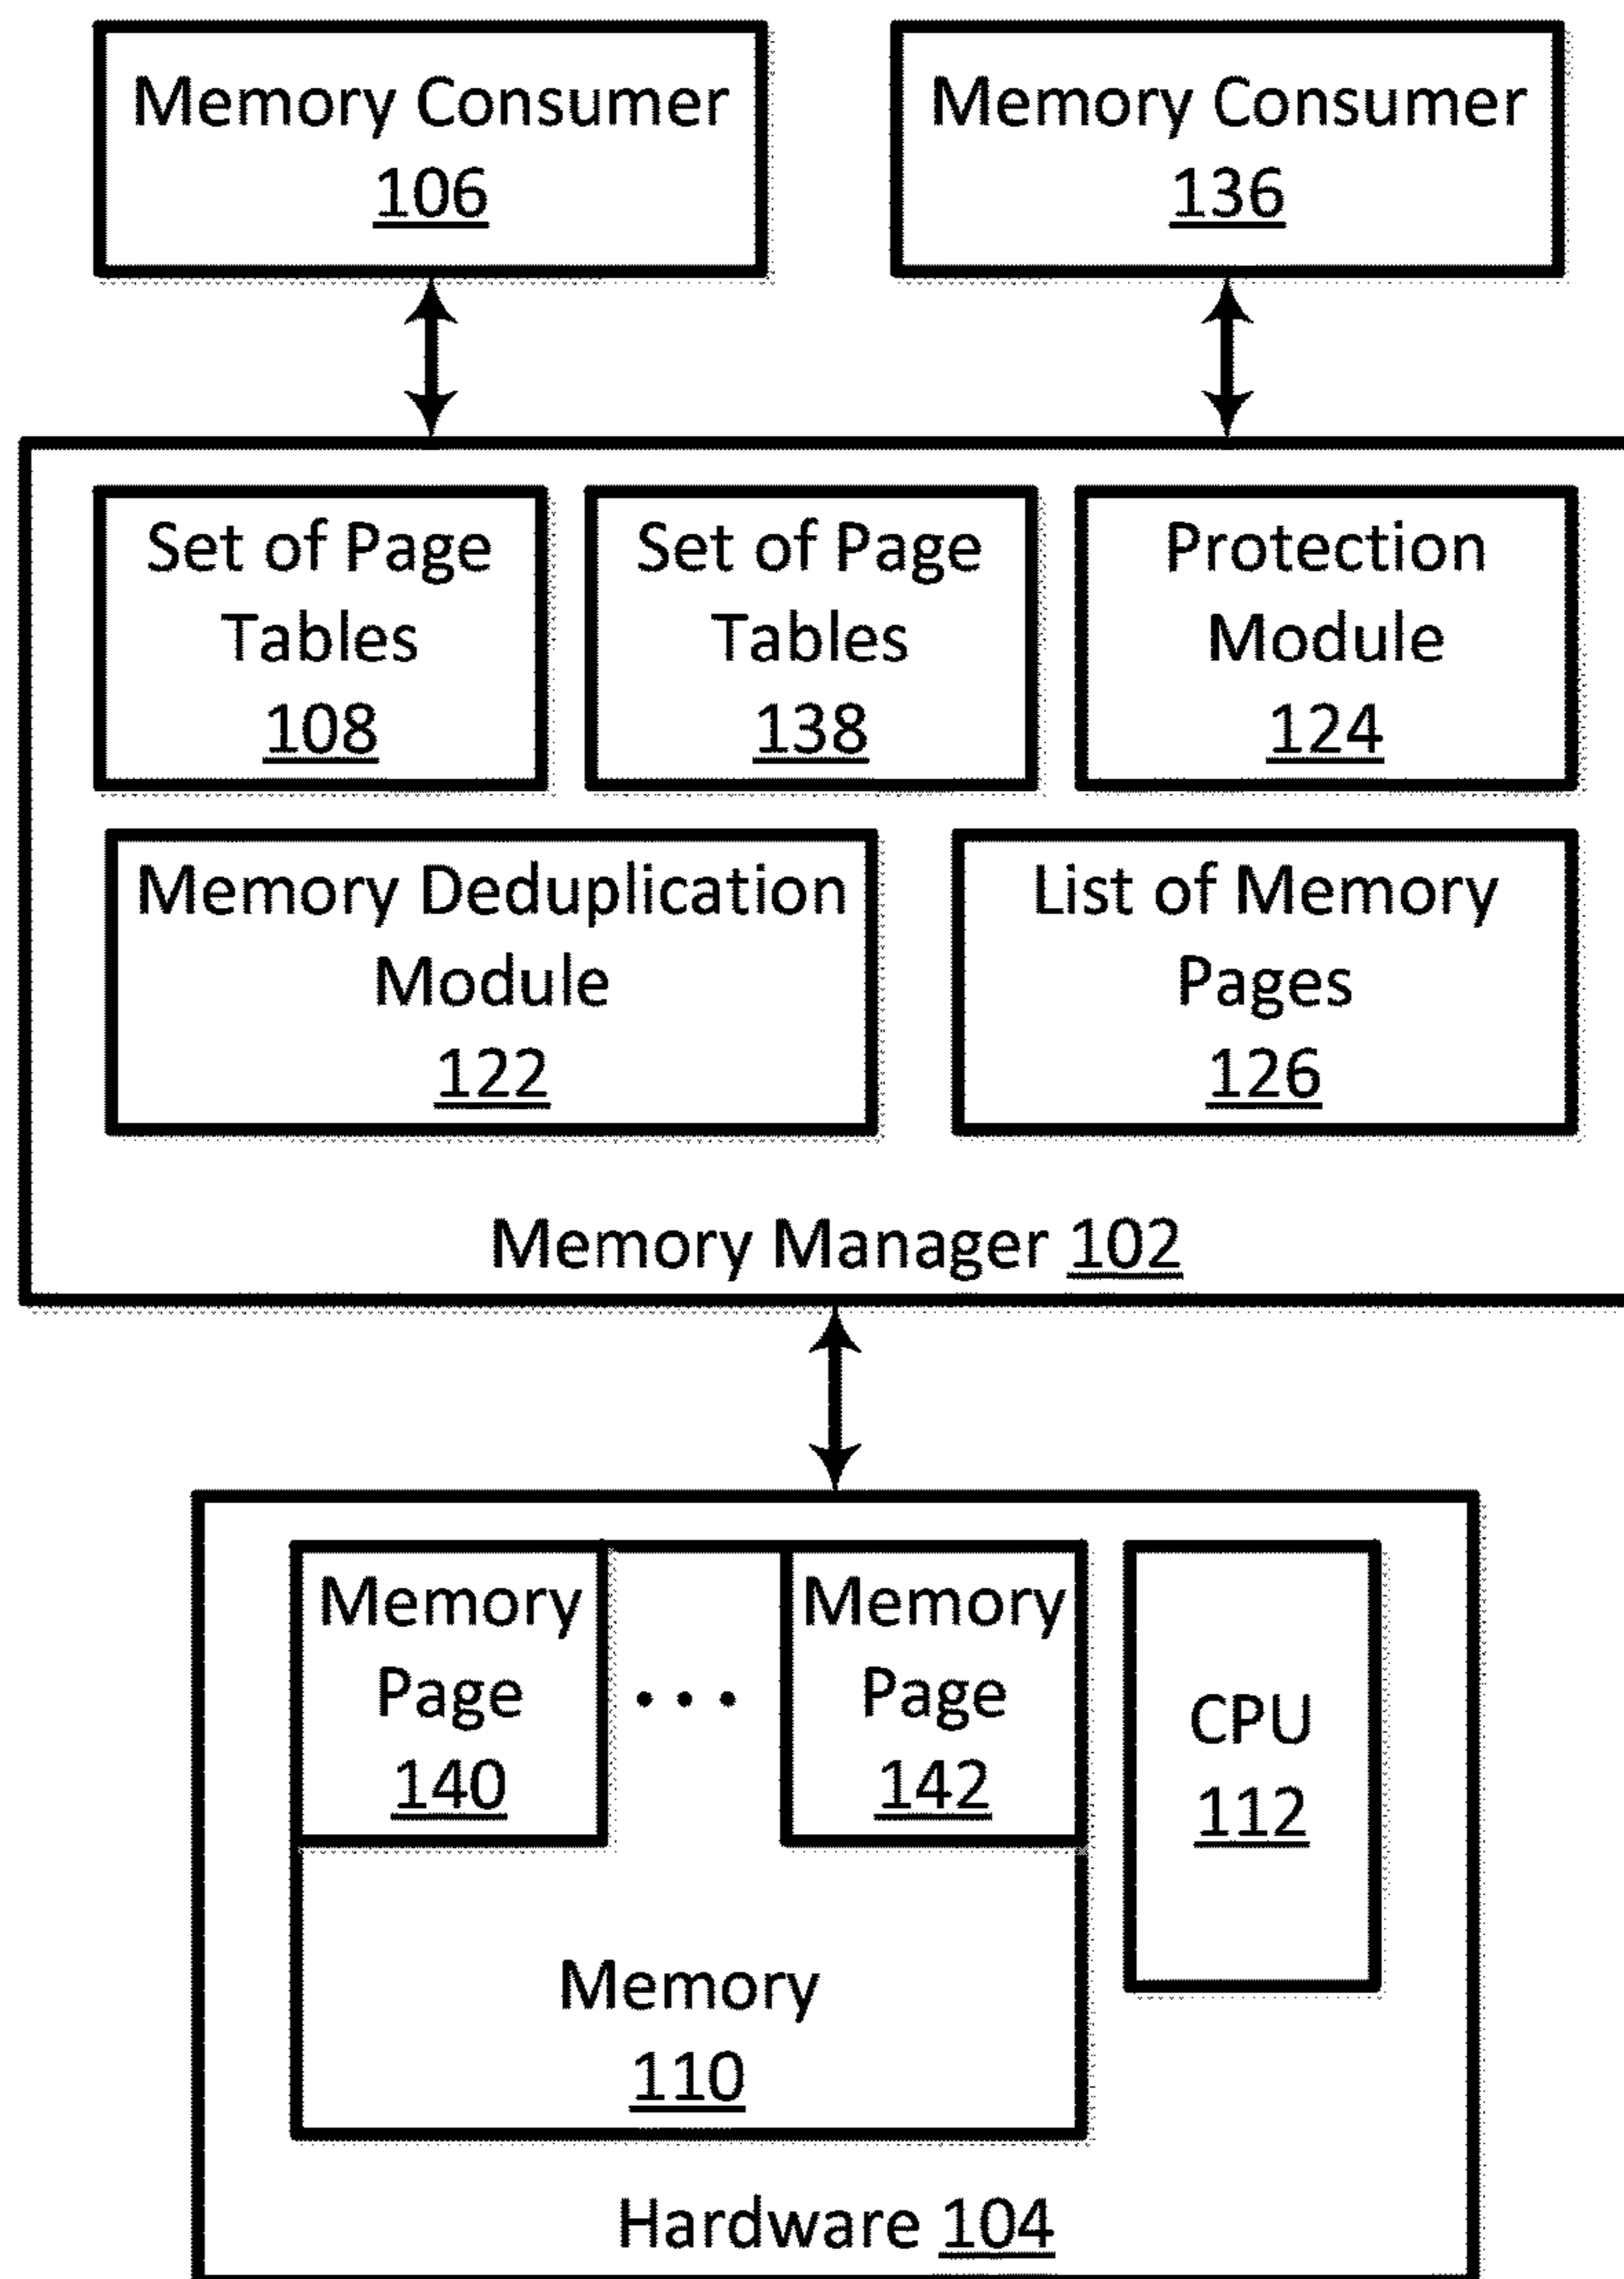 Memory Consumer
106
Memory Consumer
136
Set of Page
Tables
108
Set of Page
Tables
138
Protection
Module
124
Memory Deduplication
Module
122
List of Memory
Pages
126
Memory Manager 102
Memory
Page
140
...
Memory
Page
142
CPU
112
Memory
110
Hardware 104